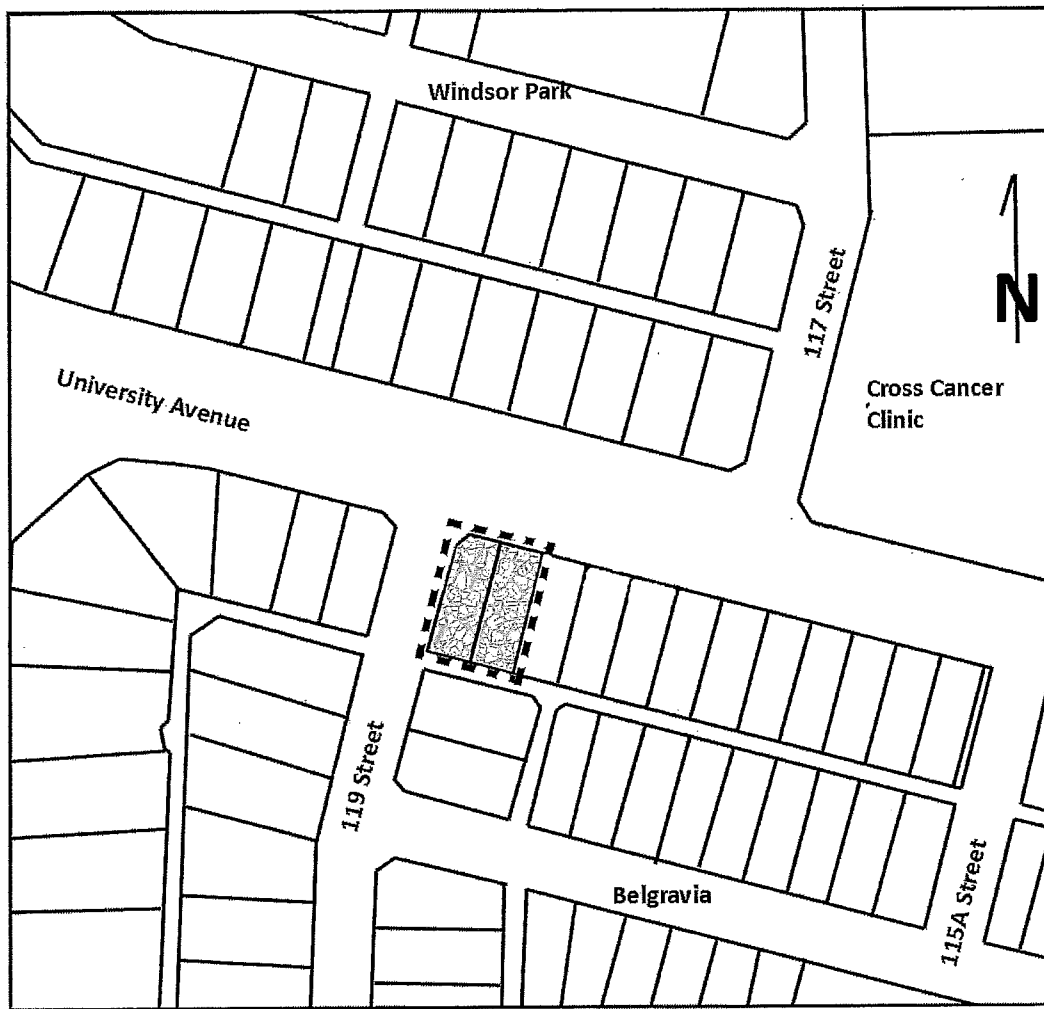 Windsor Park
117 Street
N
Cross Cancer
Clinic
University Avenue
119 Street
Belgravia
115A Street